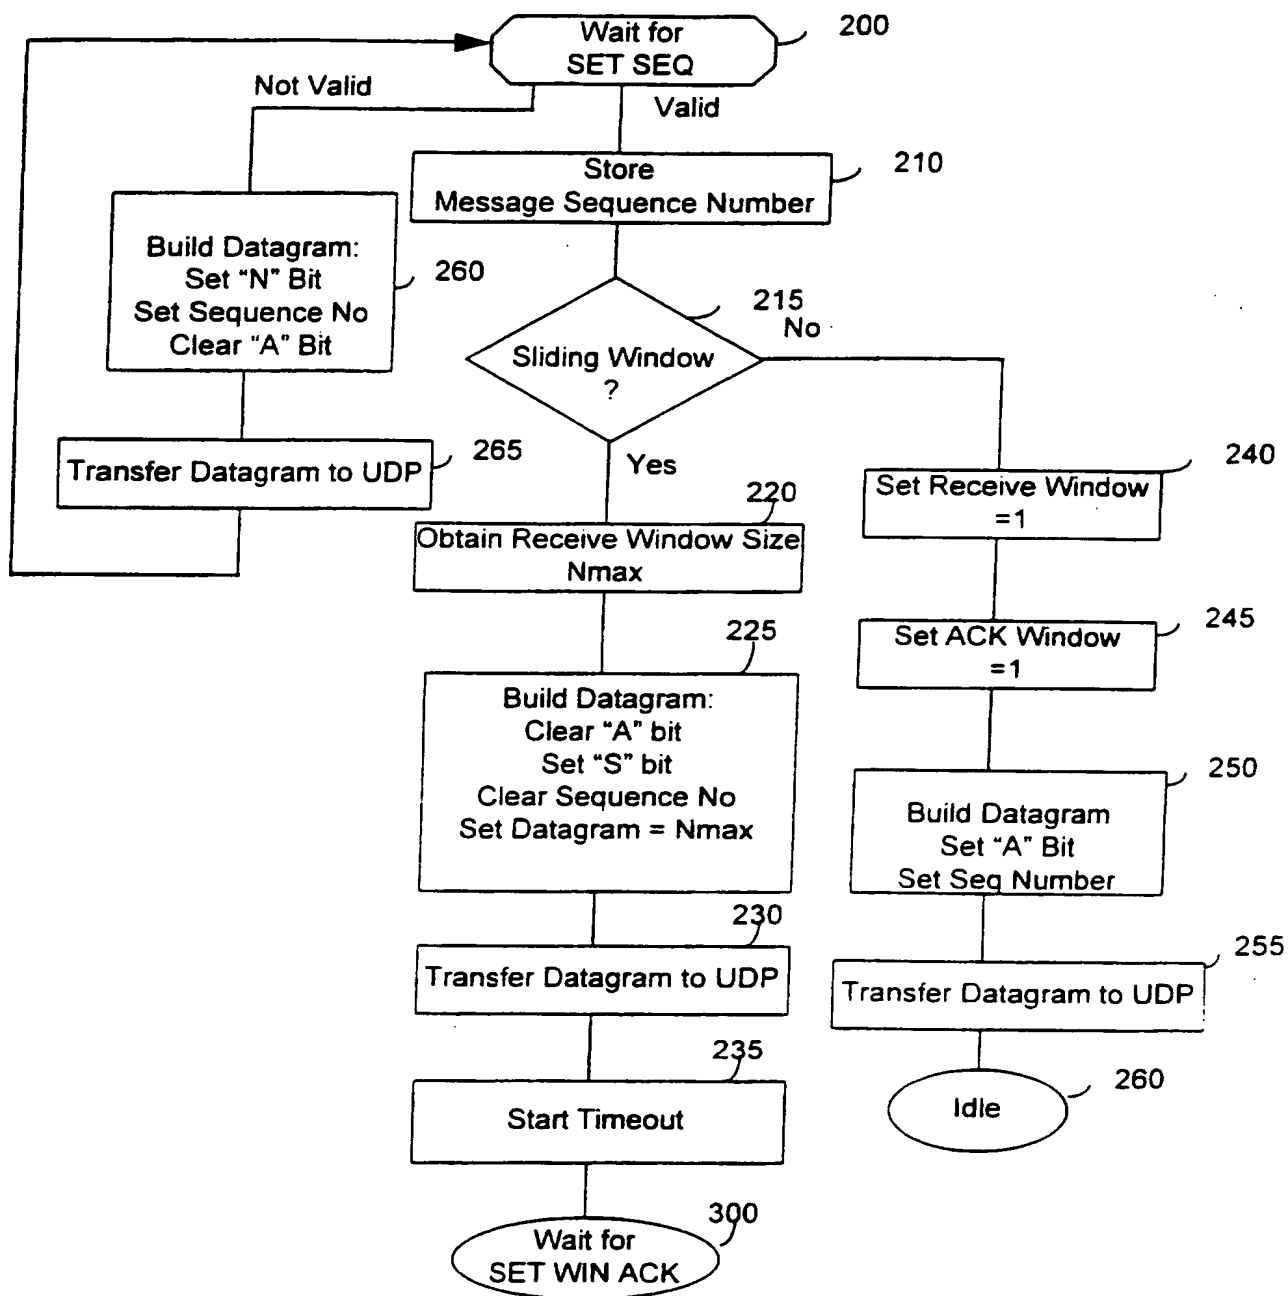 Wait for
SET SEQ
200
Not Valid
Valid
Store
Message Sequence Number
210
Build Datagram:
Set “N” Bit
Set Sequence No
Clear “A” Bit
260
Sliding Window
?
215
No
Yes
Transfer Datagram to UDP
265
220
Obtain Receive Window Size
Nmax
240
Set Receive Window
=1
225
Build Datagram:
Clear “A” bit
Set “S” bit
Clear Sequence No
Set Datagram = Nmax
245
Set ACK Window
=1
250
Build Datagram
Set “A” Bit
Set Seq Number
230
Transfer Datagram to UDP
255
Transfer Datagram to UDP
235
Start Timeout
260
Idle
300
Wait for
SET WIN ACK